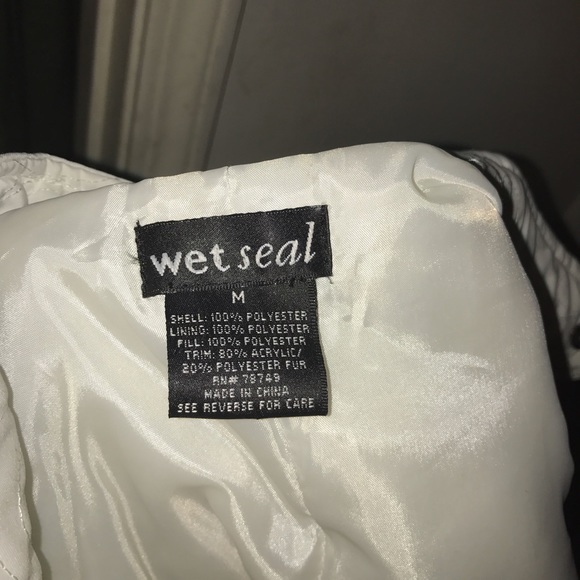 wet seal
M
SHELL: 100% POLYESTER
LINING: 100% POLYESTER
FILL: 100% POLYESTER
TRIM: 80% ACRYLIC/
20% POLYESTER FUR
RN# 78749
MADE IN CHINA
SEE REVERSE FOR CARE